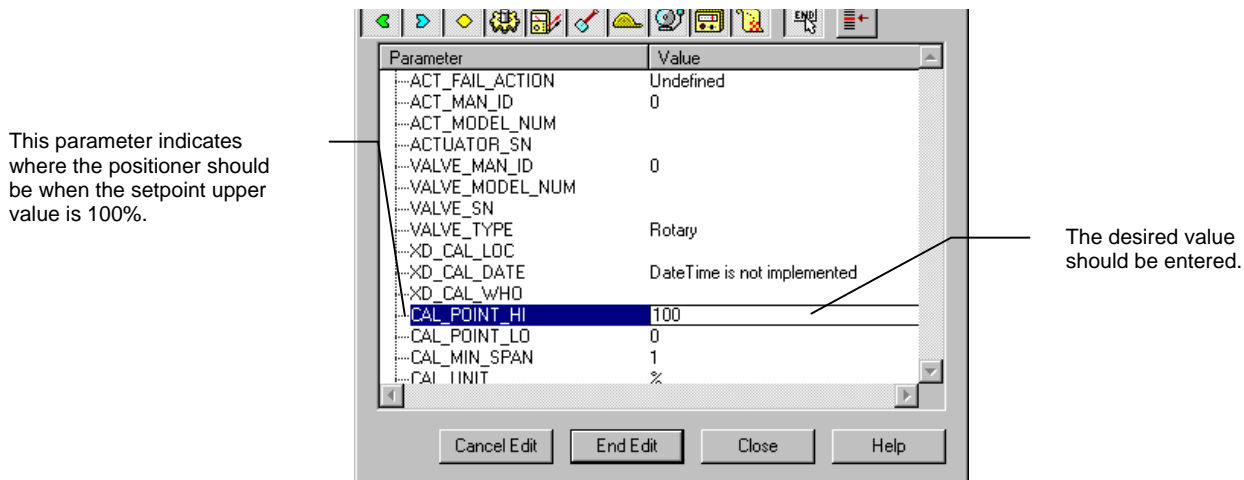 END
Parameter Value
ACT_FAIL_ACTION Undefined
ACT_MAN_ID 0
ACT_MODEL_NUM
ACTUATOR_SN
VALVE_MAN_ID 0
VALVE_MODEL_NUM
VALVE_SN
VALVE_TYPE Rotary
XD_CAL_LOC
XD_CAL_DATE DateTime is not implemented
XD_CAL_WHO
CAL_POINT_HI 100
CAL_POINT_LO 0
CAL_MIN_SPAN 1
CAL_UNIT %
Cancel Edit End Edit Close Help
This parameter indicates
where the positioner should
be when the setpoint upper
value is 100%.
The desired value
should be entered.